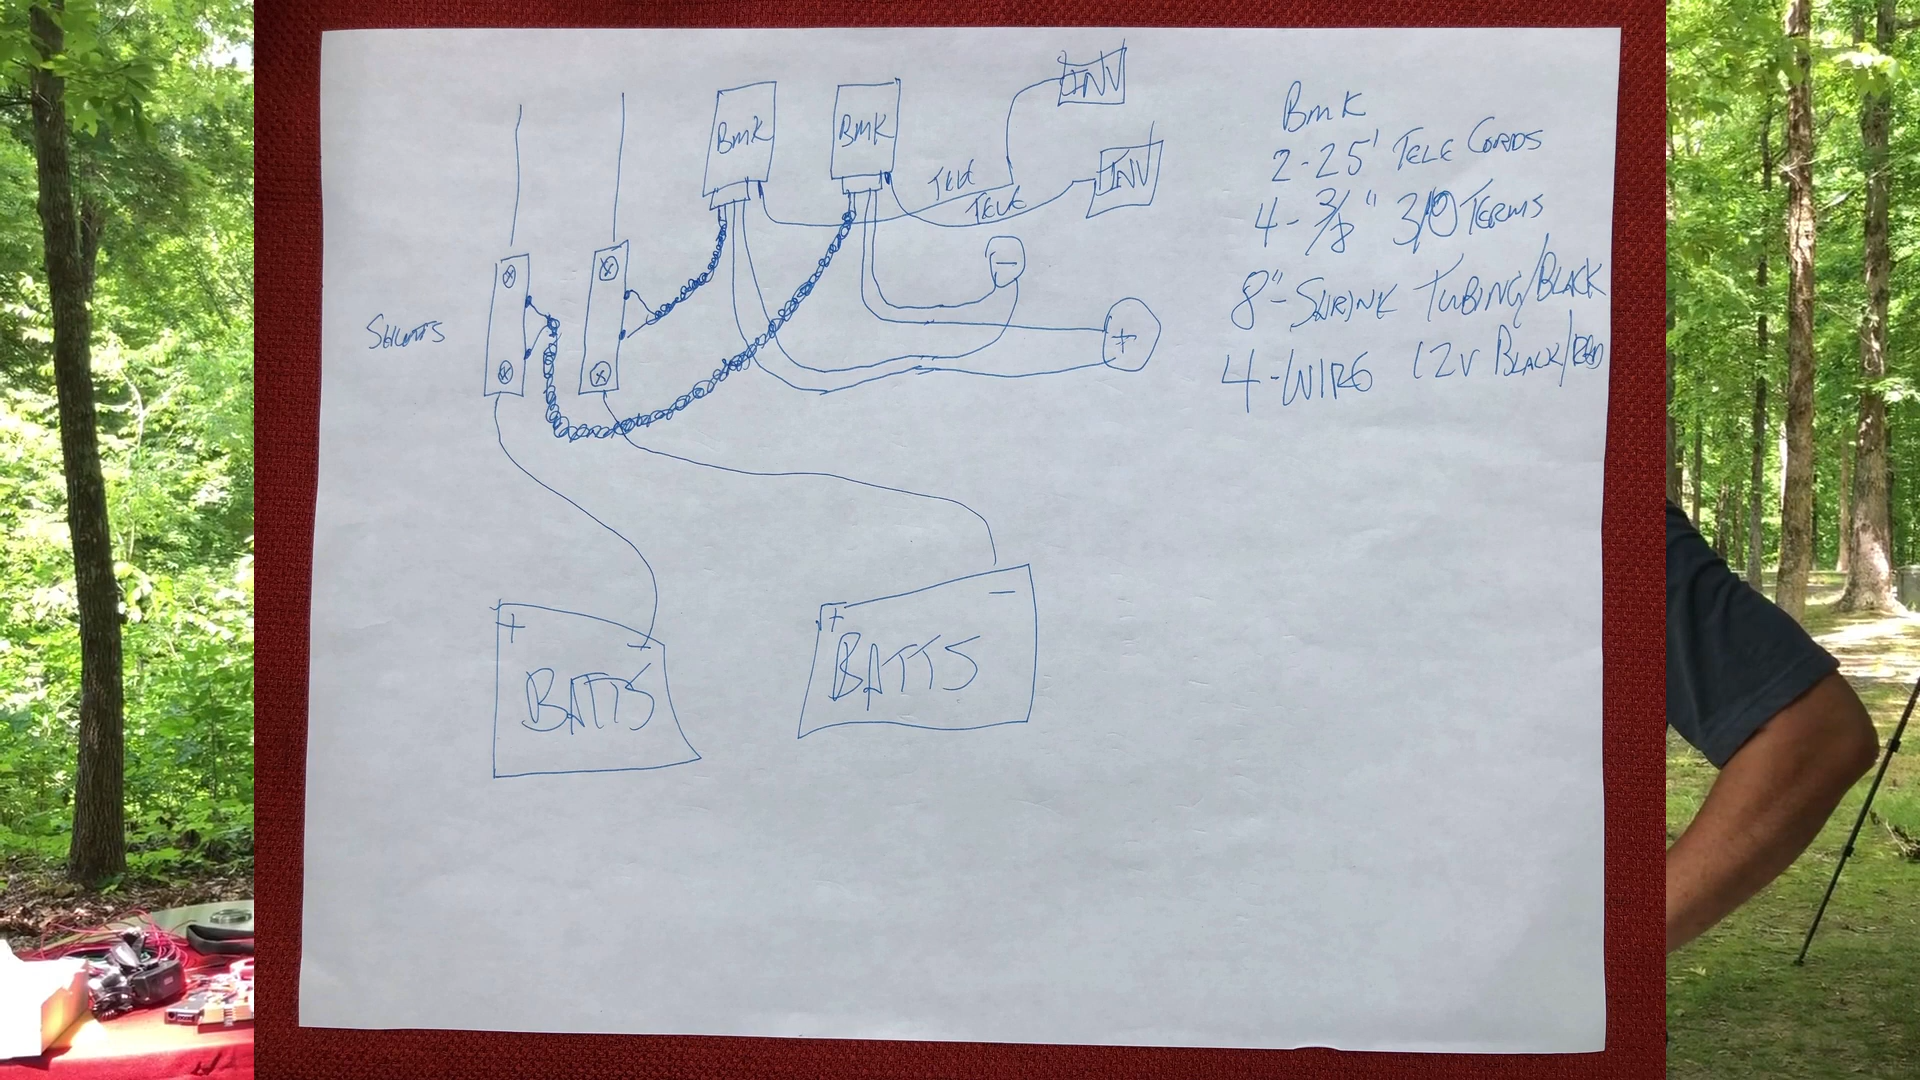 BMK
BMK
INV
INV
TELE
TELE
SHUNTS
−
+
+
−
BATTS
+
−
BATTS
BMK
2-25' TELE CORDS
4-3/8" 3/0 TERMS
8"-SHRINK TUBING/BLACK
4-WIRE 12V BLACK/RED